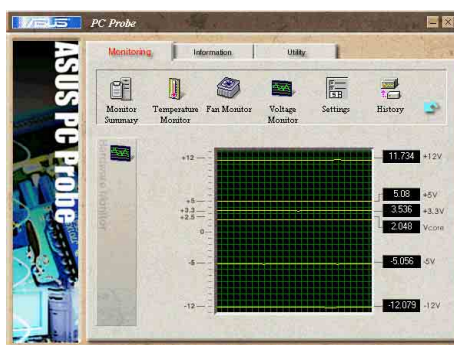 ASUS
PC Probe
ASUS PC Probe
Monitoring
Information
Utility
Monitor
Summary
Temperature
Monitor
Fan Monitor
Voltage
Monitor
Settings
History
Hardware Monitor
+12
+5
+3.3
+2.5
0
-5
-12
11.734 +12V
5.08 +5V
3.536 +3.3V
2.048 Vcore
-5.056 -5V
-12.079 -12V